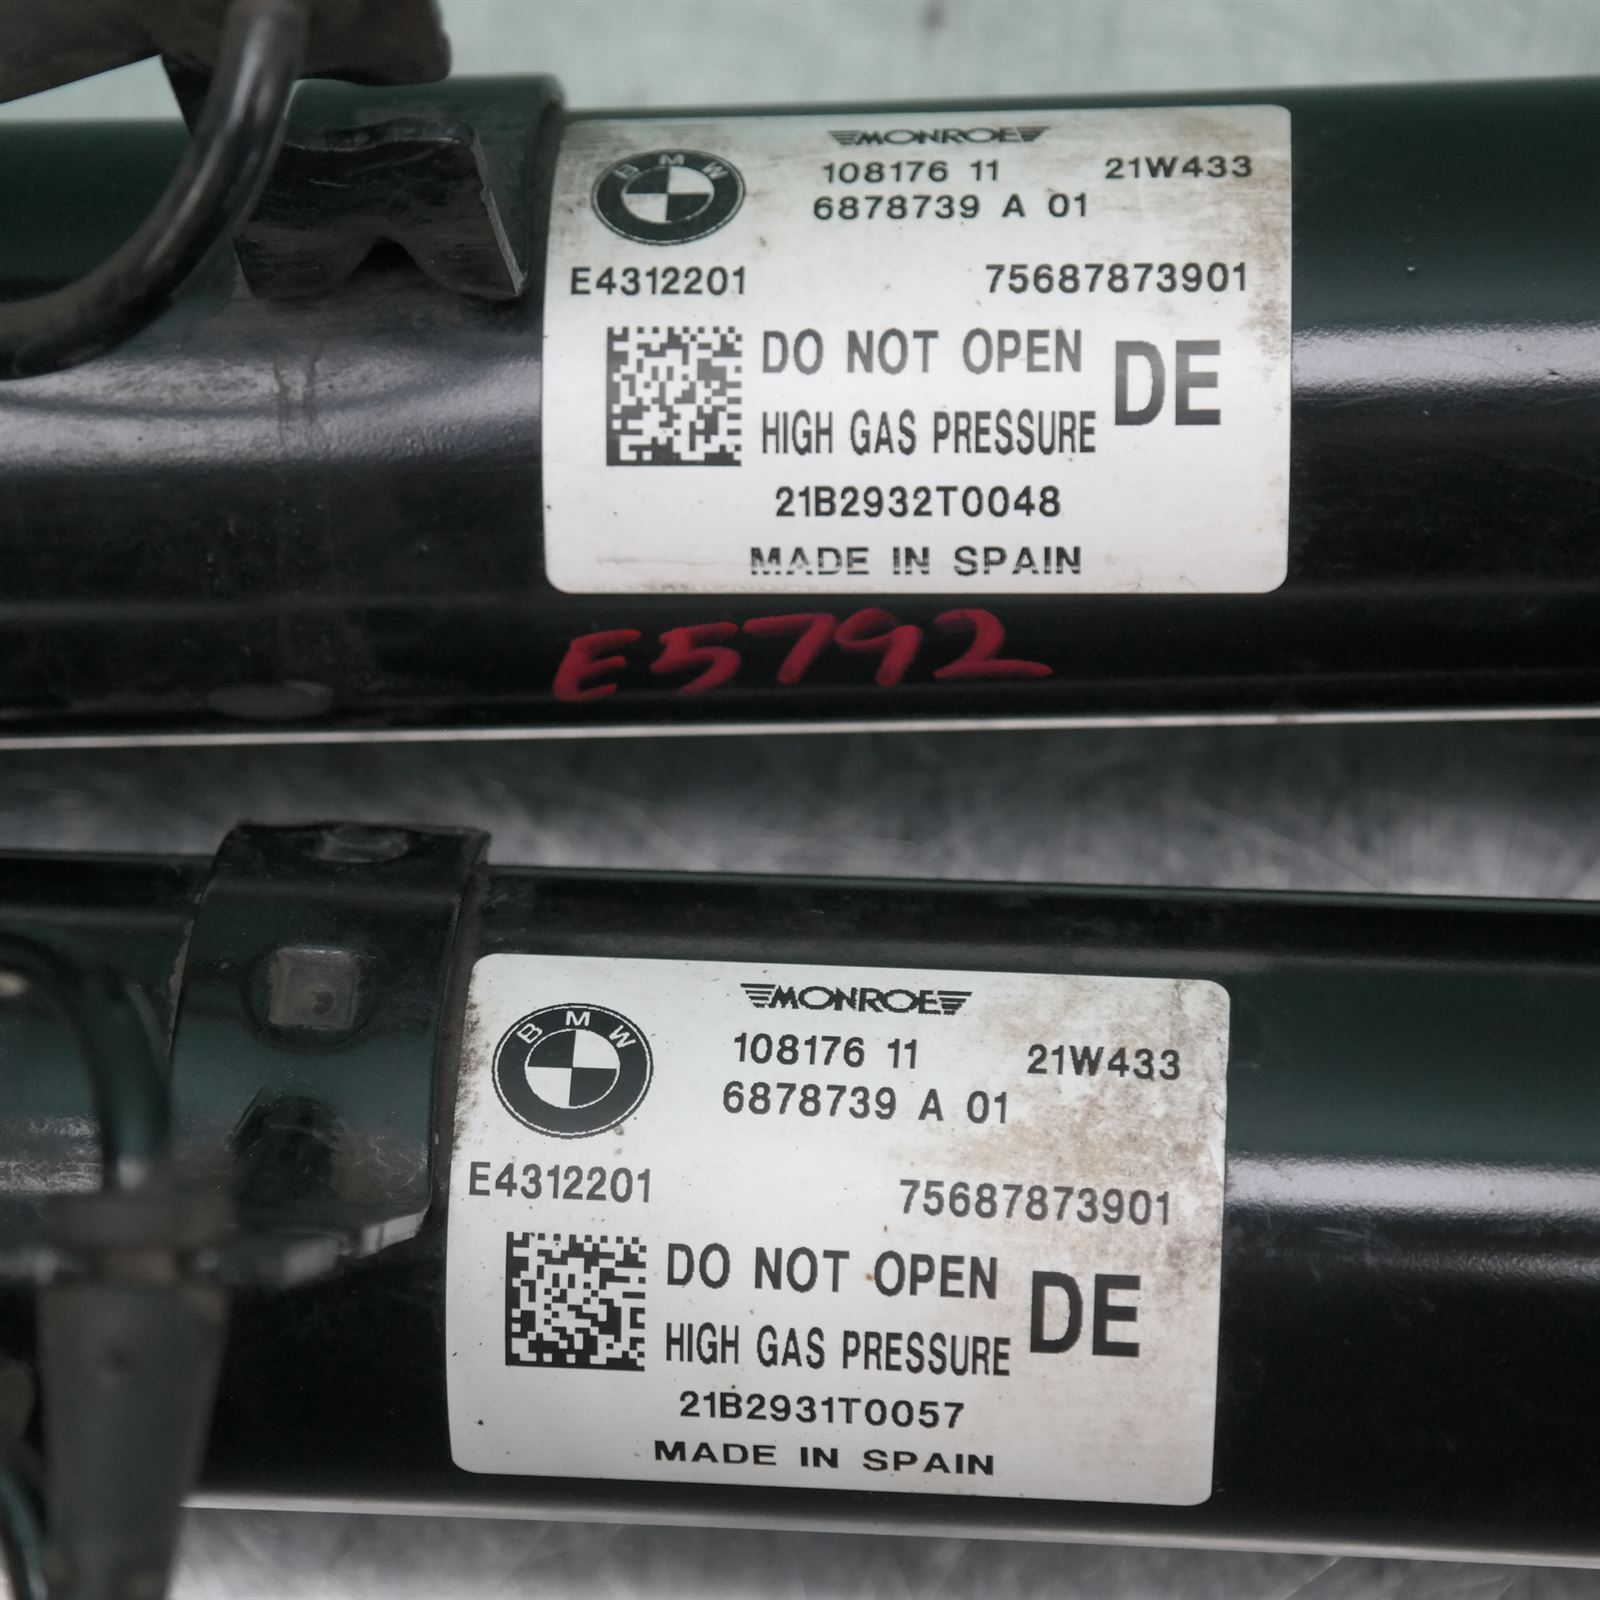 MONROE
BMW
108176 11 21W433
6878739 A 01
E4312201 75687873901
DO NOT OPEN DE
HIGH GAS PRESSURE
21B2932T0048
MADE IN SPAIN
E5792
MONROE
BMW
108176 11 21W433
6878739 A 01
E4312201 75687873901
DO NOT OPEN DE
HIGH GAS PRESSURE
21B2931T0057
MADE IN SPAIN